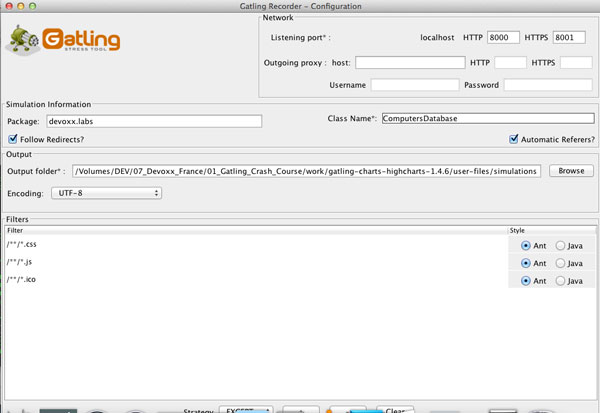 Gatling Recorder - Configuration
Gatling
STRESS TOOL
Network
Listening port* : localhost HTTP 8000 HTTPS 8001
Outgoing proxy : host: HTTP HTTPS
Username Password
Simulation Information
Package: devoxx.labs Class Name*: ComputersDatabase
Follow Redirects? Automatic Referers?
Output
Output folder* : /Volumes/DEV/07_Devoxx_France/01_Gatling_Crash_Course/work/gatling-charts-highcharts-1.4.6/user-files/simulations Browse
Encoding: UTF-8
Filters
Filter Style
/**/*.css Ant Java
/**/*.js Ant Java
/**/*.ico Ant Java
Strategy EXCEPT Clear